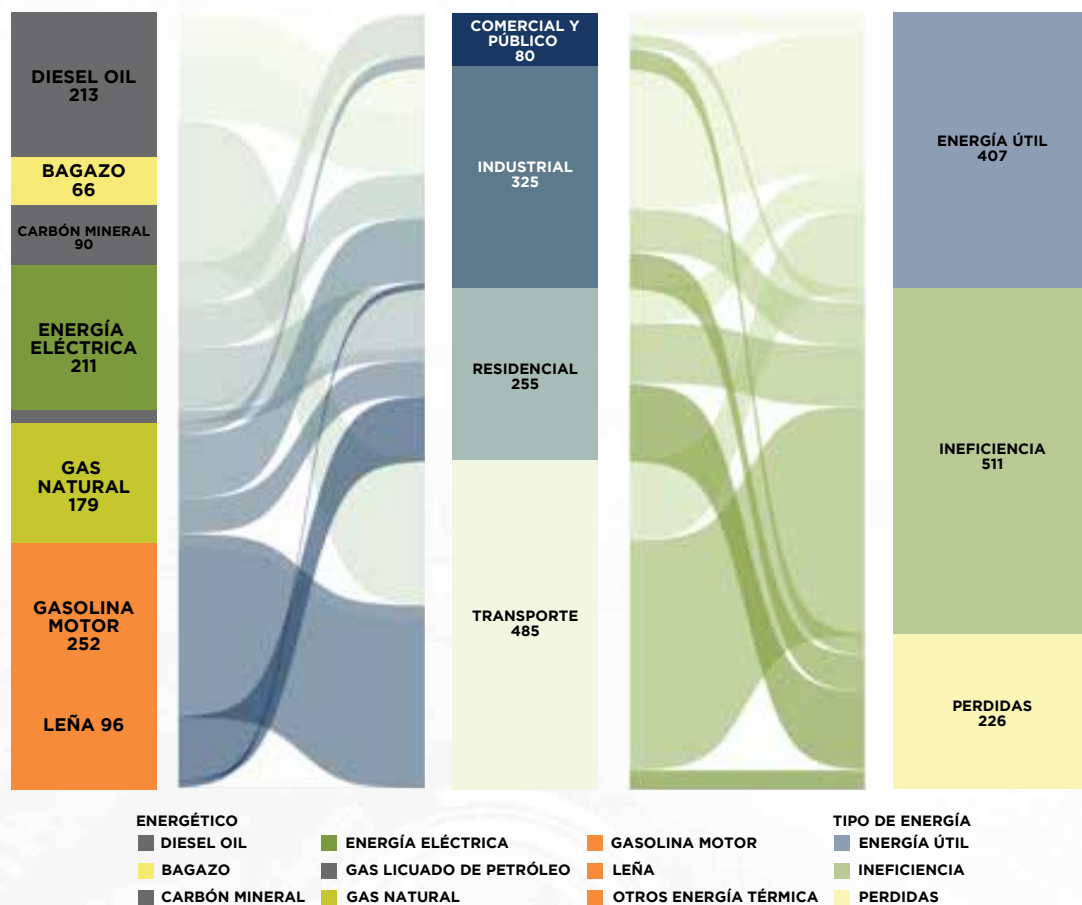 DIESEL OIL
213
BAGAZO
66
CARBÓN MINERAL
90
ENERGÍA
ELÉCTRICA
211
GAS
NATURAL
179
GASOLINA
MOTOR
252
LEÑA 96
COMERCIAL Y
PÚBLICO
80
INDUSTRIAL
325
RESIDENCIAL
255
TRANSPORTE
485
ENERGÍA ÚTIL
407
INEFICIENCIA
511
PERDIDAS
226
ENERGÉTICO
DIESEL OIL
BAGAZO
CARBÓN MINERAL
ENERGÍA ELÉCTRICA
GAS LICUADO DE PETRÓLEO
GAS NATURAL
GASOLINA MOTOR
LEÑA
OTROS ENERGÍA TÉRMICA
TIPO DE ENERGÍA
ENERGÍA ÚTIL
INEFICIENCIA
PERDIDAS